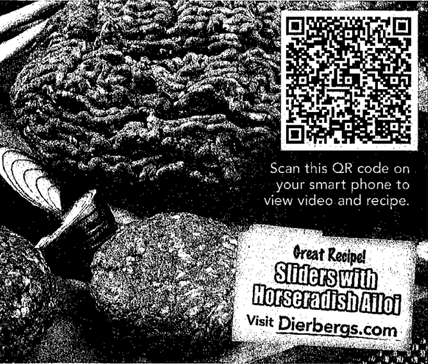 Scan this QR code on
your smart phone to
view video and recipe.
Great Recipe!
Sliders with
Horseradish Ailoi
Visit Dierbergs.com